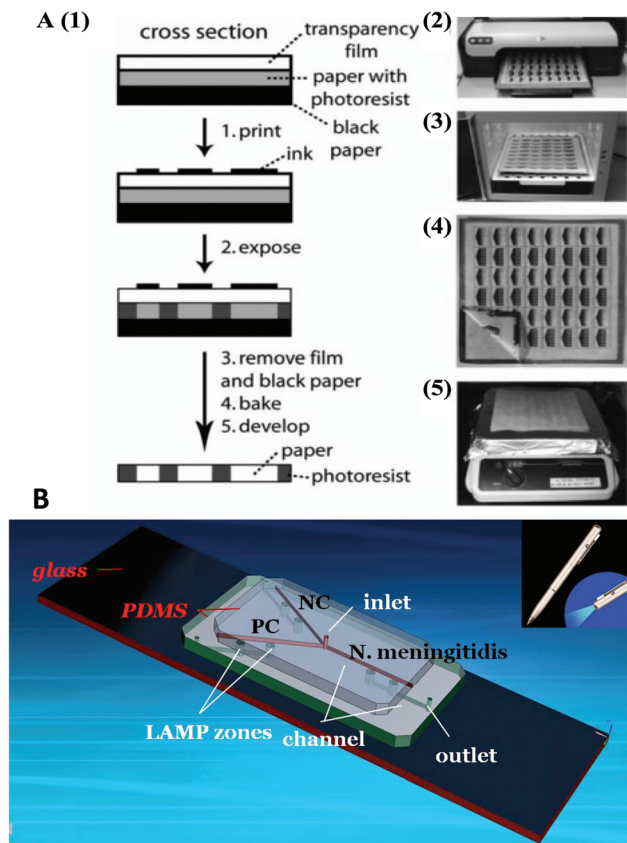 A (1)
cross section
transparency
film
paper with
photoresist
black
paper
1. print
ink
2. expose
3. remove film
and black paper
4. bake
5. develop
paper
photoresist
(2)
(3)
(4)
(5)
B
glass
PDMS
NC
inlet
PC
N. meningitidis
LAMP zones
channel
outlet